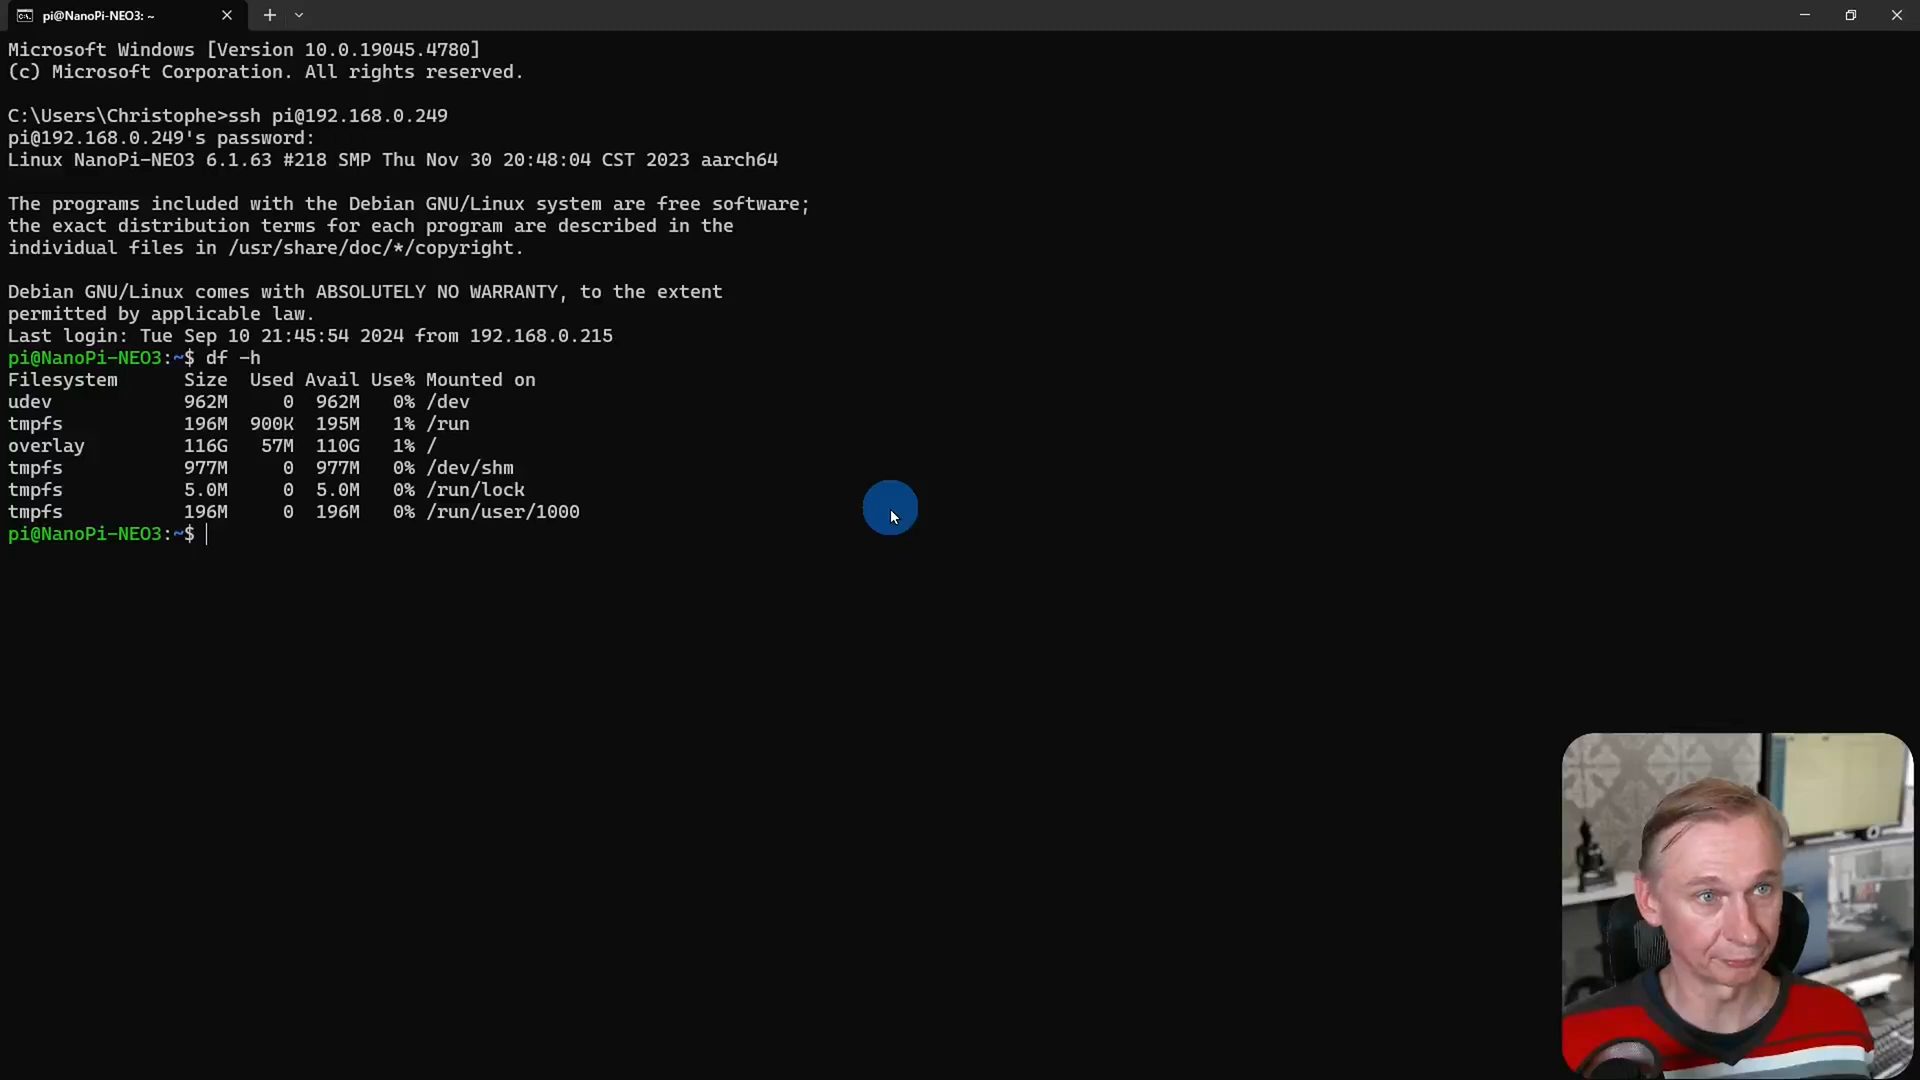 pi@NanoPi-NEO3: ~
Microsoft Windows [Version 10.0.19045.4780]
(c) Microsoft Corporation. All rights reserved.
C:\Users\Christophe>ssh pi@192.168.0.249
pi@192.168.0.249's password:
Linux NanoPi-NEO3 6.1.63 #218 SMP Thu Nov 30 20:48:04 CST 2023 aarch64
The programs included with the Debian GNU/Linux system are free software;
the exact distribution terms for each program are described in the
individual files in /usr/share/doc/*/copyright.
Debian GNU/Linux comes with ABSOLUTELY NO WARRANTY, to the extent
permitted by applicable law.
Last login: Tue Sep 10 21:45:54 2024 from 192.168.0.215
pi@NanoPi-NEO3:~$ df -h
Filesystem      Size  Used Avail Use% Mounted on
udev            962M     0  962M   0% /dev
tmpfs           196M  900K  195M   1% /run
overlay         116G   57M  110G   1% /
tmpfs           977M     0  977M   0% /dev/shm
tmpfs           5.0M     0  5.0M   0% /run/lock
tmpfs           196M     0  196M   0% /run/user/1000
pi@NanoPi-NEO3:~$